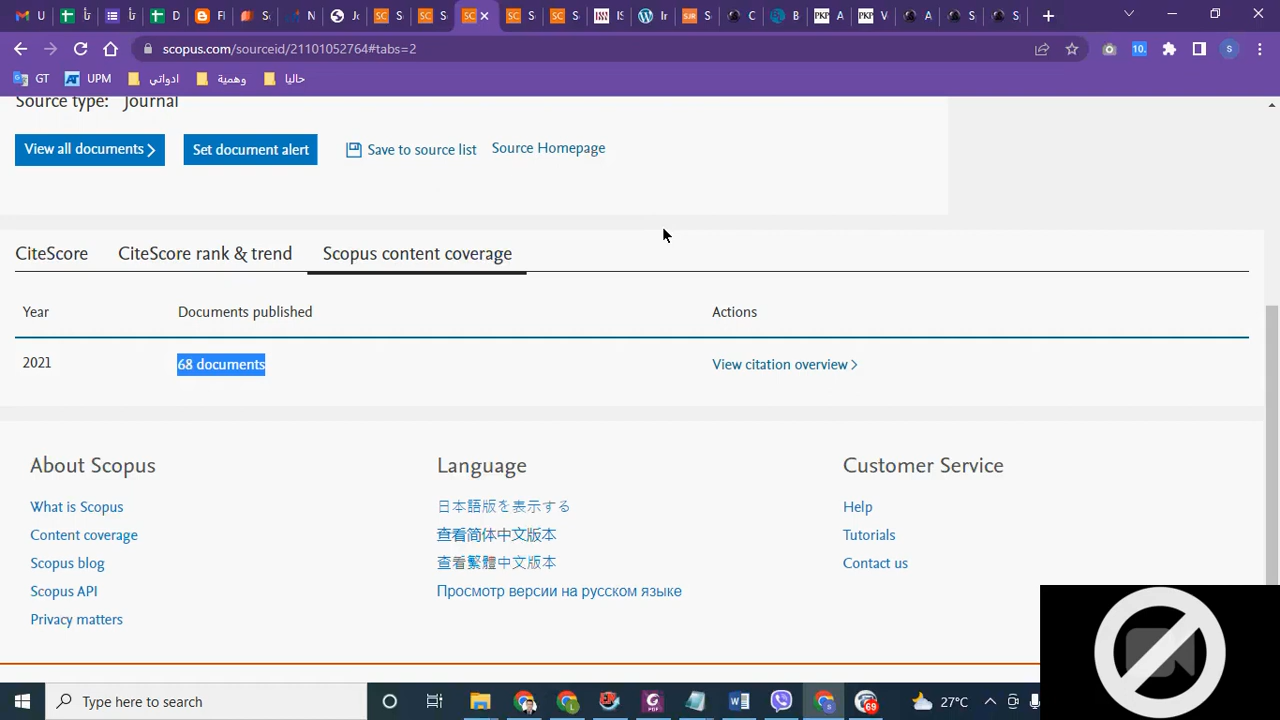 scopus.com/sourceid/21101052764#tabs=2
GT
UPM
ادواتي
وهمية
حاليا
Source type: Journal
View all documents
Set document alert
Save to source list
Source Homepage
CiteScore
CiteScore rank & trend
Scopus content coverage
Year
Documents published
Actions
2021
68 documents
View citation overview
About Scopus
What is Scopus
Content coverage
Scopus blog
Scopus API
Privacy matters
Language
日本語版を表示する
查看简体中文版本
查看繁體中文版本
Просмотр версии на русском языке
Customer Service
Help
Tutorials
Contact us
Type here to search
27°C